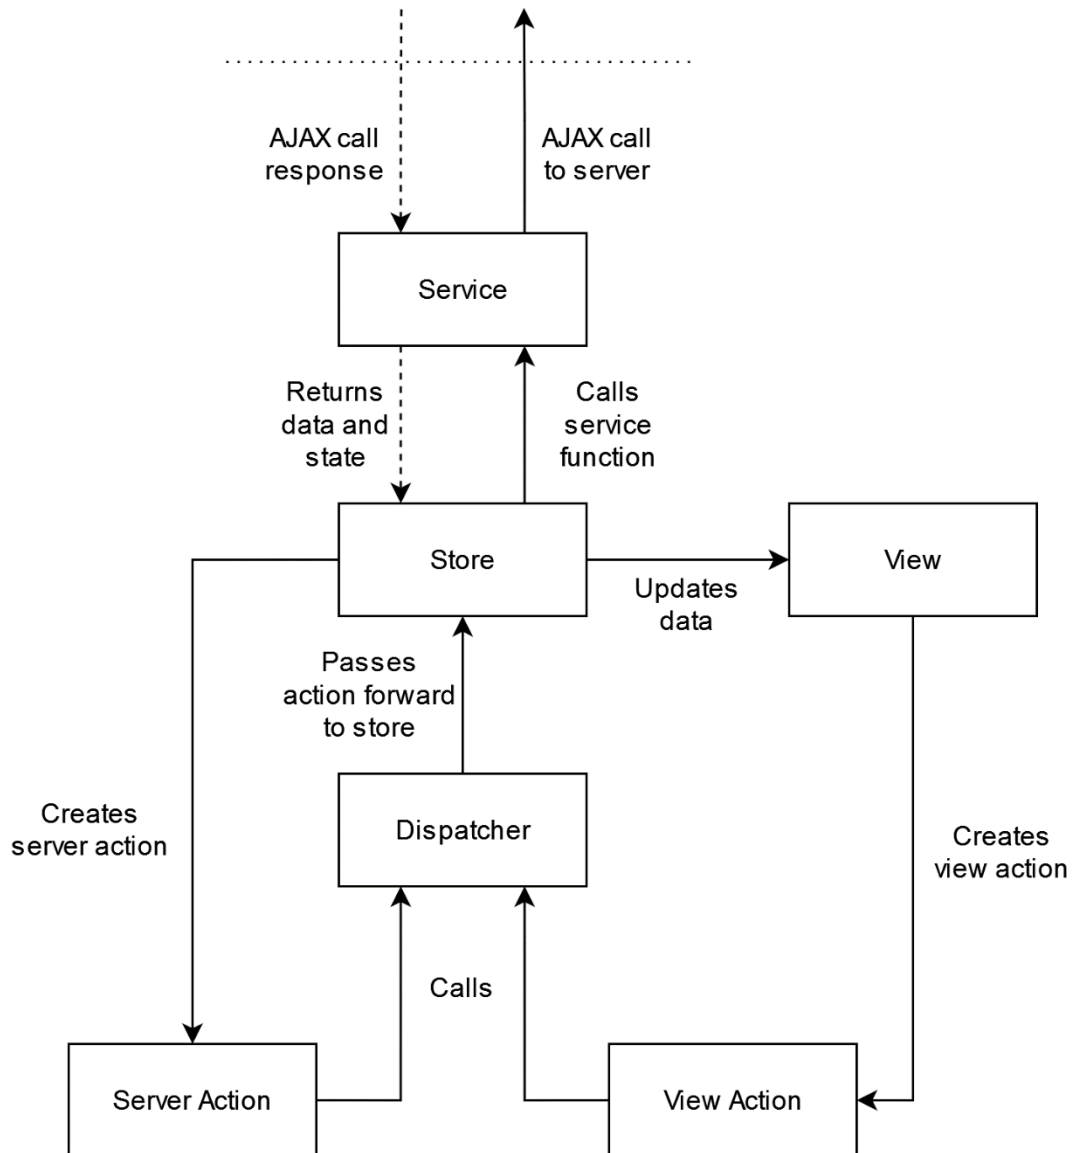 AJAX call
response
AJAX call
to server
Service
Returns
data and
state
Calls
service
function
Store
View
Updates
data
Passes
action forward
to store
Creates
server action
Dispatcher
Creates
view action
Calls
Server Action
View Action